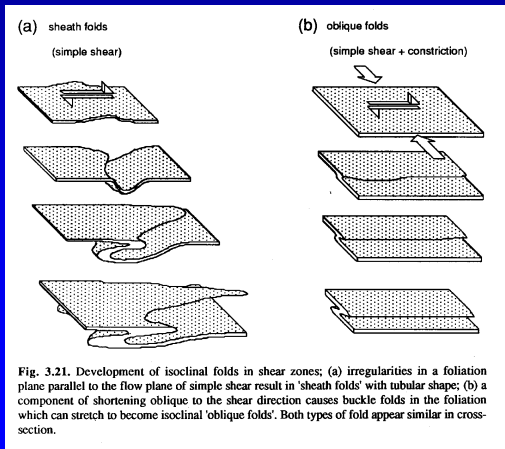 (a) sheath folds
(simple shear)
(b) oblique folds
(simple shear + constriction)
Fig. 3.21. Development of isoclinal folds in shear zones; (a) irregularities in a foliation
plane parallel to the flow plane of simple shear result in 'sheath folds' with tubular shape; (b) a
component of shortening oblique to the shear direction causes buckle folds in the foliation
which can stretch to become isoclinal 'oblique folds'. Both types of fold appear similar in cross-
section.